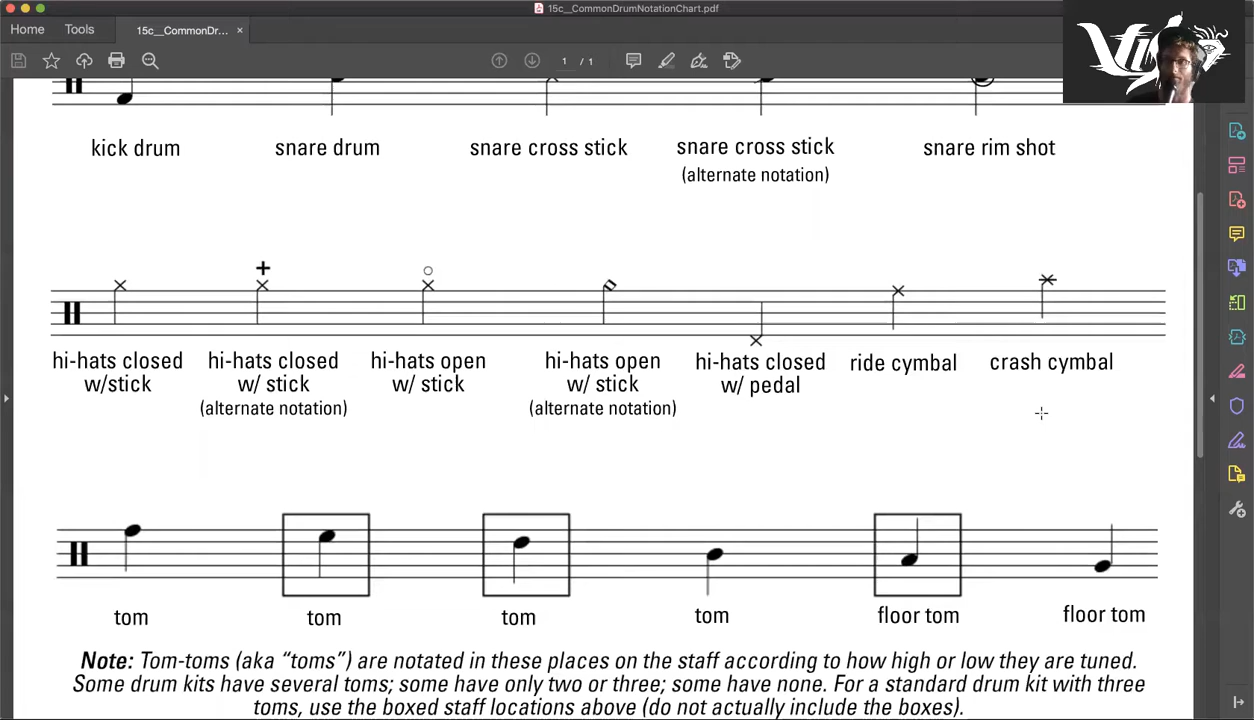 15c__CommonDrumNotationChart.pdf
Home
Tools
15c__CommonDr...
1 / 1
kick drum
snare drum
snare cross stick
snare cross stick
(alternate notation)
snare rim shot
hi-hats closed
w/stick
hi-hats closed
w/ stick
(alternate notation)
hi-hats open
w/ stick
hi-hats open
w/ stick
(alternate notation)
hi-hats closed
w/ pedal
ride cymbal
crash cymbal
tom
tom
tom
tom
floor tom
floor tom
Note: Tom-toms (aka “toms”) are notated in these places on the staff according to how high or low they are tuned.
Some drum kits have several toms; some have only two or three; some have none. For a standard drum kit with three
toms, use the boxed staff locations above (do not actually include the boxes).